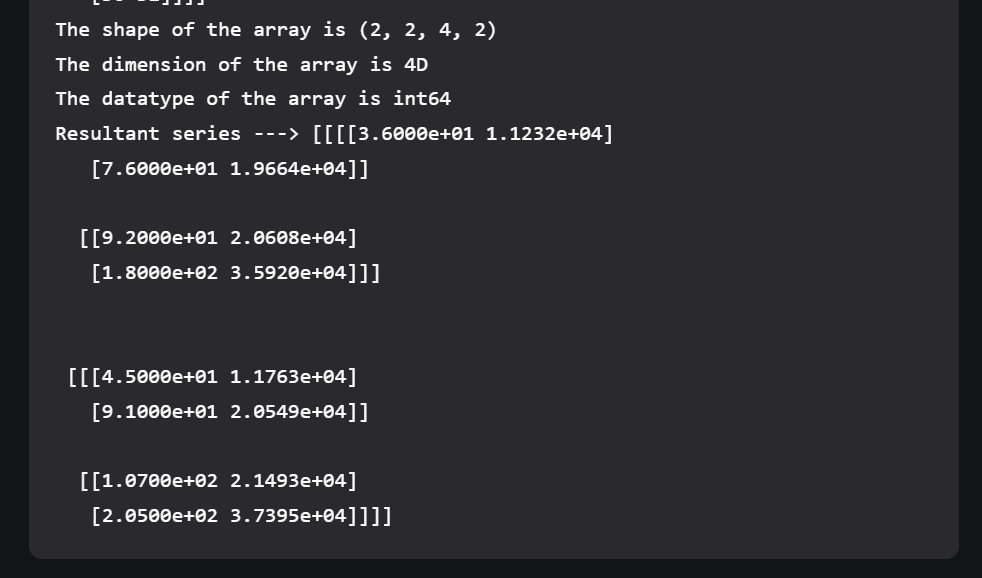 The shape of the array is (2, 2, 4, 2)
The dimension of the array is 4D
The datatype of the array is int64
Resultant series ---> [[[[3.6000e+01 1.1232e+04]
[7.6000e+01 1.9664e+04]]
[[9.2000e+01 2.0608e+04]
[1.8000e+02 3.5920e+04]]]
[[[4.5000e+01 1.1763e+04]
[9.1000e+01 2.0549e+04]]
[[1.0700e+02 2.1493e+04]
[2.0500e+02 3.7395e+04]]]]